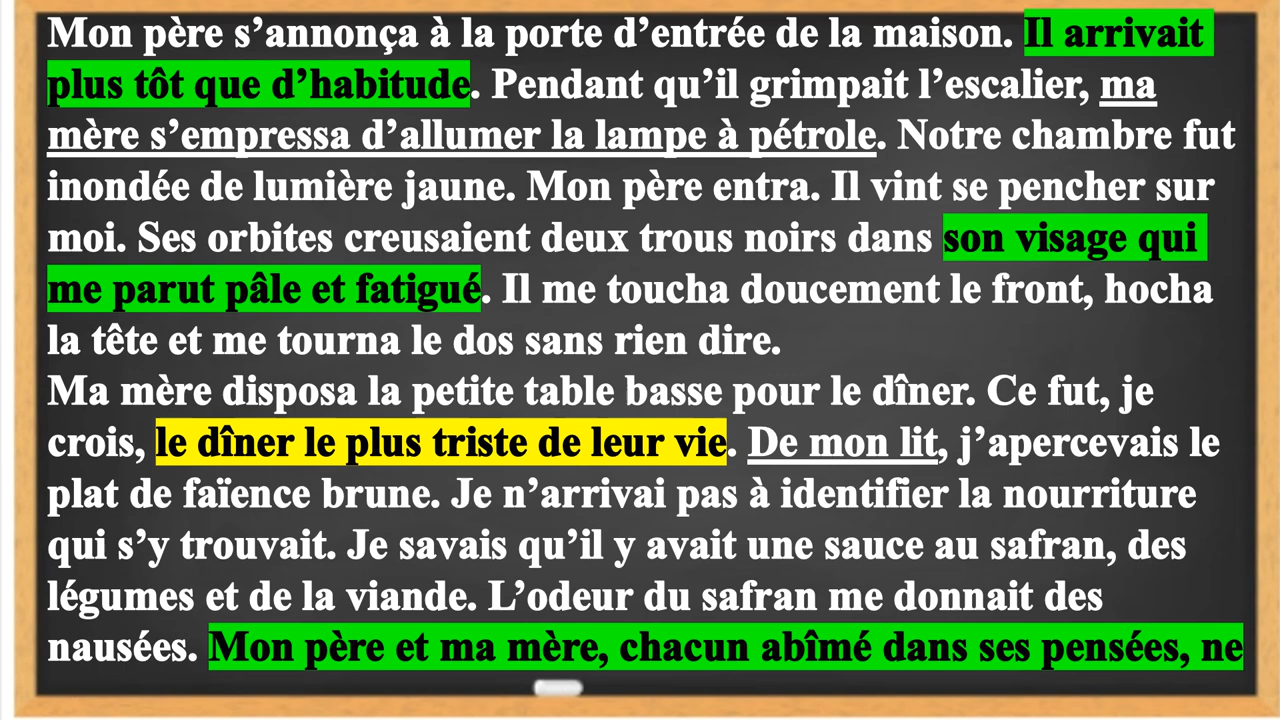 Mon père s’annonça à la porte d’entrée de la maison. Il arrivait
plus tôt que d’habitude. Pendant qu’il grimpait l’escalier, ma
mère s’empressa d’allumer la lampe à pétrole. Notre chambre fut
inondée de lumière jaune. Mon père entra. Il vint se pencher sur
moi. Ses orbites creusaient deux trous noirs dans son visage qui
me parut pâle et fatigué. Il me toucha doucement le front, hocha
la tête et me tourna le dos sans rien dire.
Ma mère disposa la petite table basse pour le dîner. Ce fut, je
crois, le dîner le plus triste de leur vie. De mon lit, j’apercevais le
plat de faïence brune. Je n’arrivai pas à identifier la nourriture
qui s’y trouvait. Je savais qu’il y avait une sauce au safran, des
légumes et de la viande. L’odeur du safran me donnait des
nausées. Mon père et ma mère, chacun abîmé dans ses pensées, ne